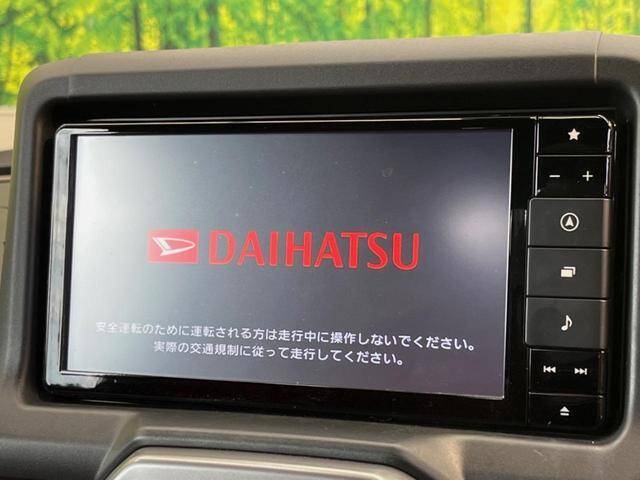 DAIHATSU
安全運転のために運転される方は走行中に操作しないでください。
実際の交通規制に従って走行してください。